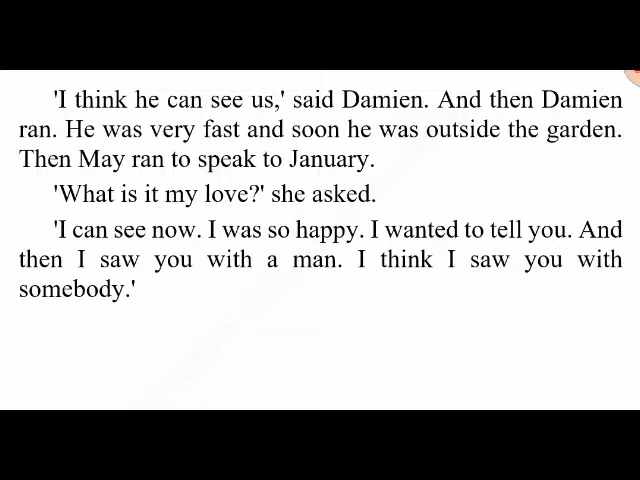 'I think he can see us,' said Damien. And then Damien
ran. He was very fast and soon he was outside the garden.
Then May ran to speak to January.
'What is it my love?' she asked.
'I can see now. I was so happy. I wanted to tell you. And
then I saw you with a man. I think I saw you with
somebody.'